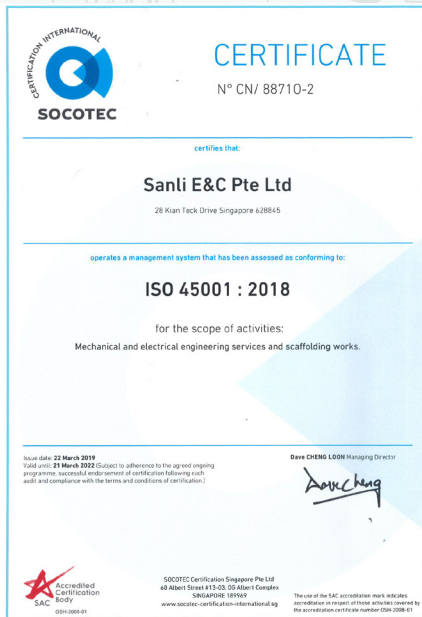 CERTIFICATION INTERNATIONAL
SOCOTEC
CERTIFICATE
N° CN/ 88710-2
certifies that:
Sanli E&C Pte Ltd
28 Kian Teck Drive Singapore 628845
operates a management system that has been assessed as conforming to:
ISO 45001 : 2018
for the scope of activities:
Mechanical and electrical engineering services and scaffolding works.
Issue date: 22 March 2019
Valid until: 21 March 2022 (Subject to adherence to the agreed ongoing
programme, successful endorsement of certification following each
audit and compliance with the terms and conditions of certification.)
Dave CHENG LOON Managing Director
Dave Cheng
SAC
Accredited
Certification
Body
OSH-2008-01
SOCOTEC Certification Singapore Pte Ltd
60 Albert Street #13-03, OG Albert Complex
SINGAPORE 189969
www.socotec-certification-international.sg
The use of the SAC accreditation mark indicates
accreditation in respect of those activities covered by
the accreditation certificate number OSH-2008-01